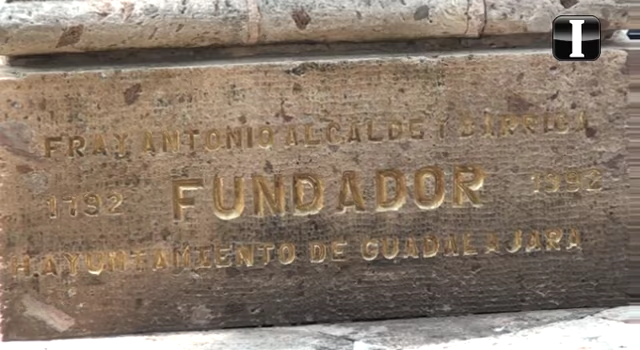 I
FRAY ANTONIO ALCALDE Y BARRIGA
1792 FUNDADOR 1992
H. AYUNTAMIENTO DE GUADALAJARA